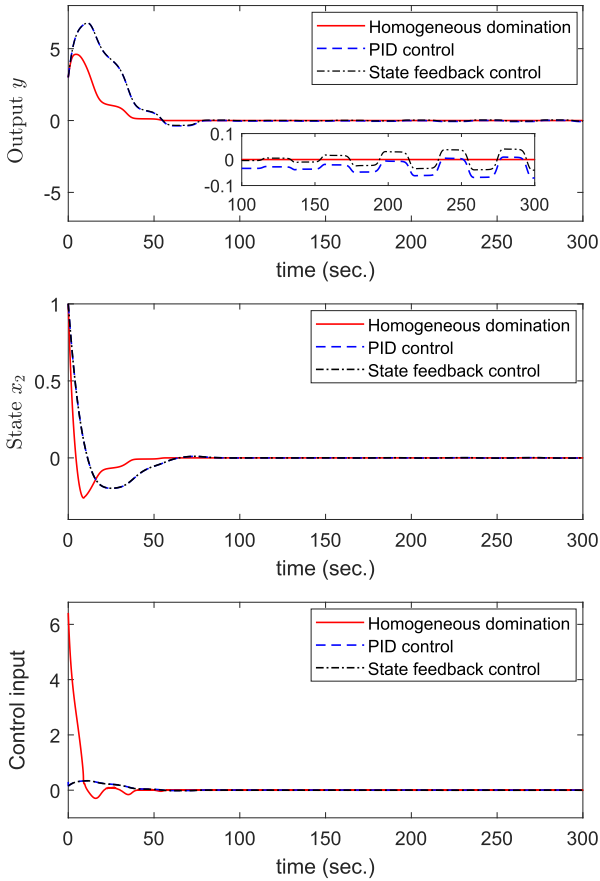 Homogeneous domination
PID control
State feedback control
Output y
5
0
-5
0.1
0
-0.1
100 150 200 250 300
0 50 100 150 200 250 300
time (sec.)
Homogeneous domination
PID control
State feedback control
State x₂
1
0.5
0
0 50 100 150 200 250 300
time (sec.)
Homogeneous domination
PID control
State feedback control
Control input
6
4
2
0
0 50 100 150 200 250 300
time (sec.)